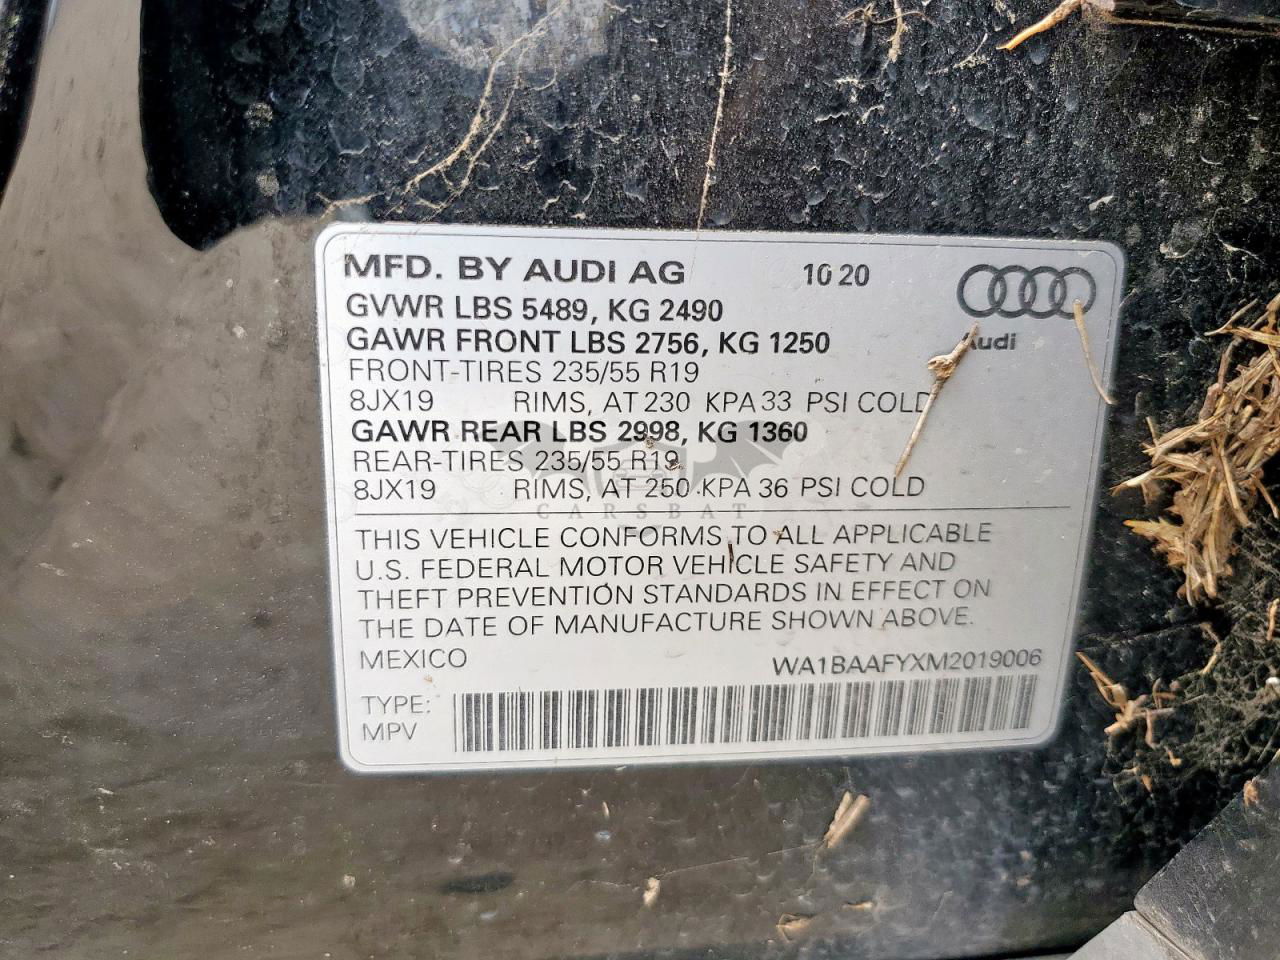 MFD. BY AUDI AG 10 20
GVWR LBS 5489, KG 2490
GAWR FRONT LBS 2756, KG 1250
Audi
FRONT-TIRES 235/55 R19
8JX19 RIMS, AT 230 KPA 33 PSI COLD
GAWR REAR LBS 2998, KG 1360
REAR-TIRES 235/55 R19
8JX19 RIMS, AT 250 KPA 36 PSI COLD
CARSBAT
THIS VEHICLE CONFORMS TO ALL APPLICABLE
U.S. FEDERAL MOTOR VEHICLE SAFETY AND
THEFT PREVENTION STANDARDS IN EFFECT ON
THE DATE OF MANUFACTURE SHOWN ABOVE.
MEXICO WA1BAAFYXM2019006
TYPE:
MPV